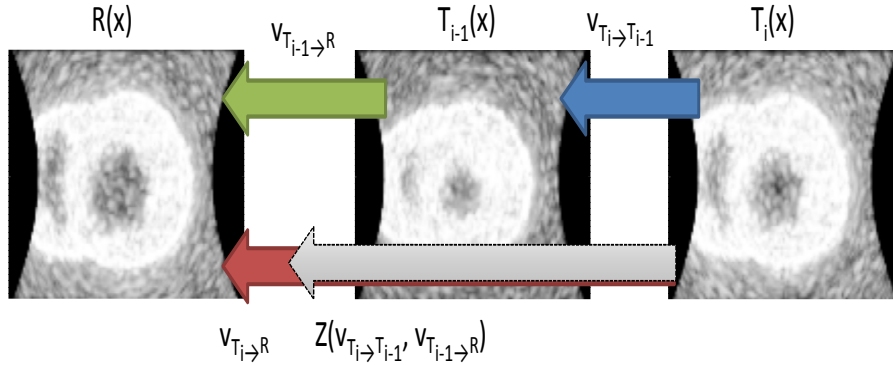 R(x) T_{i-1}(x) T_i(x)
v_{T_{i-1}→R} v_{T_i→T_{i-1}}
v_{T_i→R} Z(v_{T_i→T_{i-1}}, v_{T_{i-1}→R})